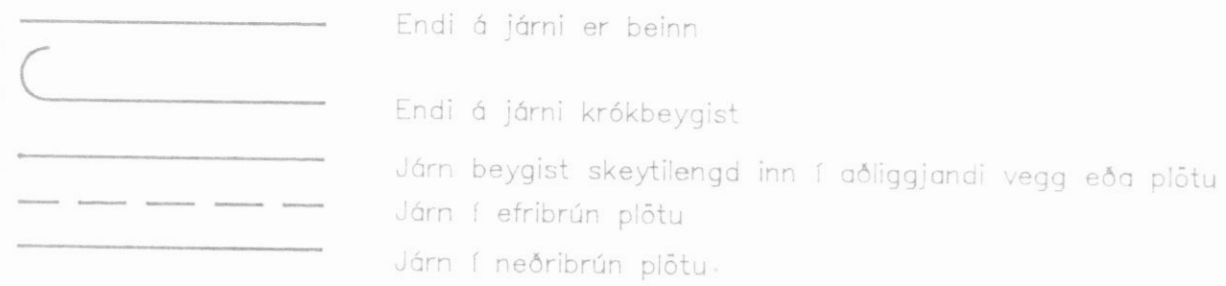 Endi á járni er beinn
Endi á járni krókbeygist
Járn beygist skeytilengd inn í aðliggjandi vegg eða plötu
Járn í efribrún plötu
Járn í neðribrún plötu.